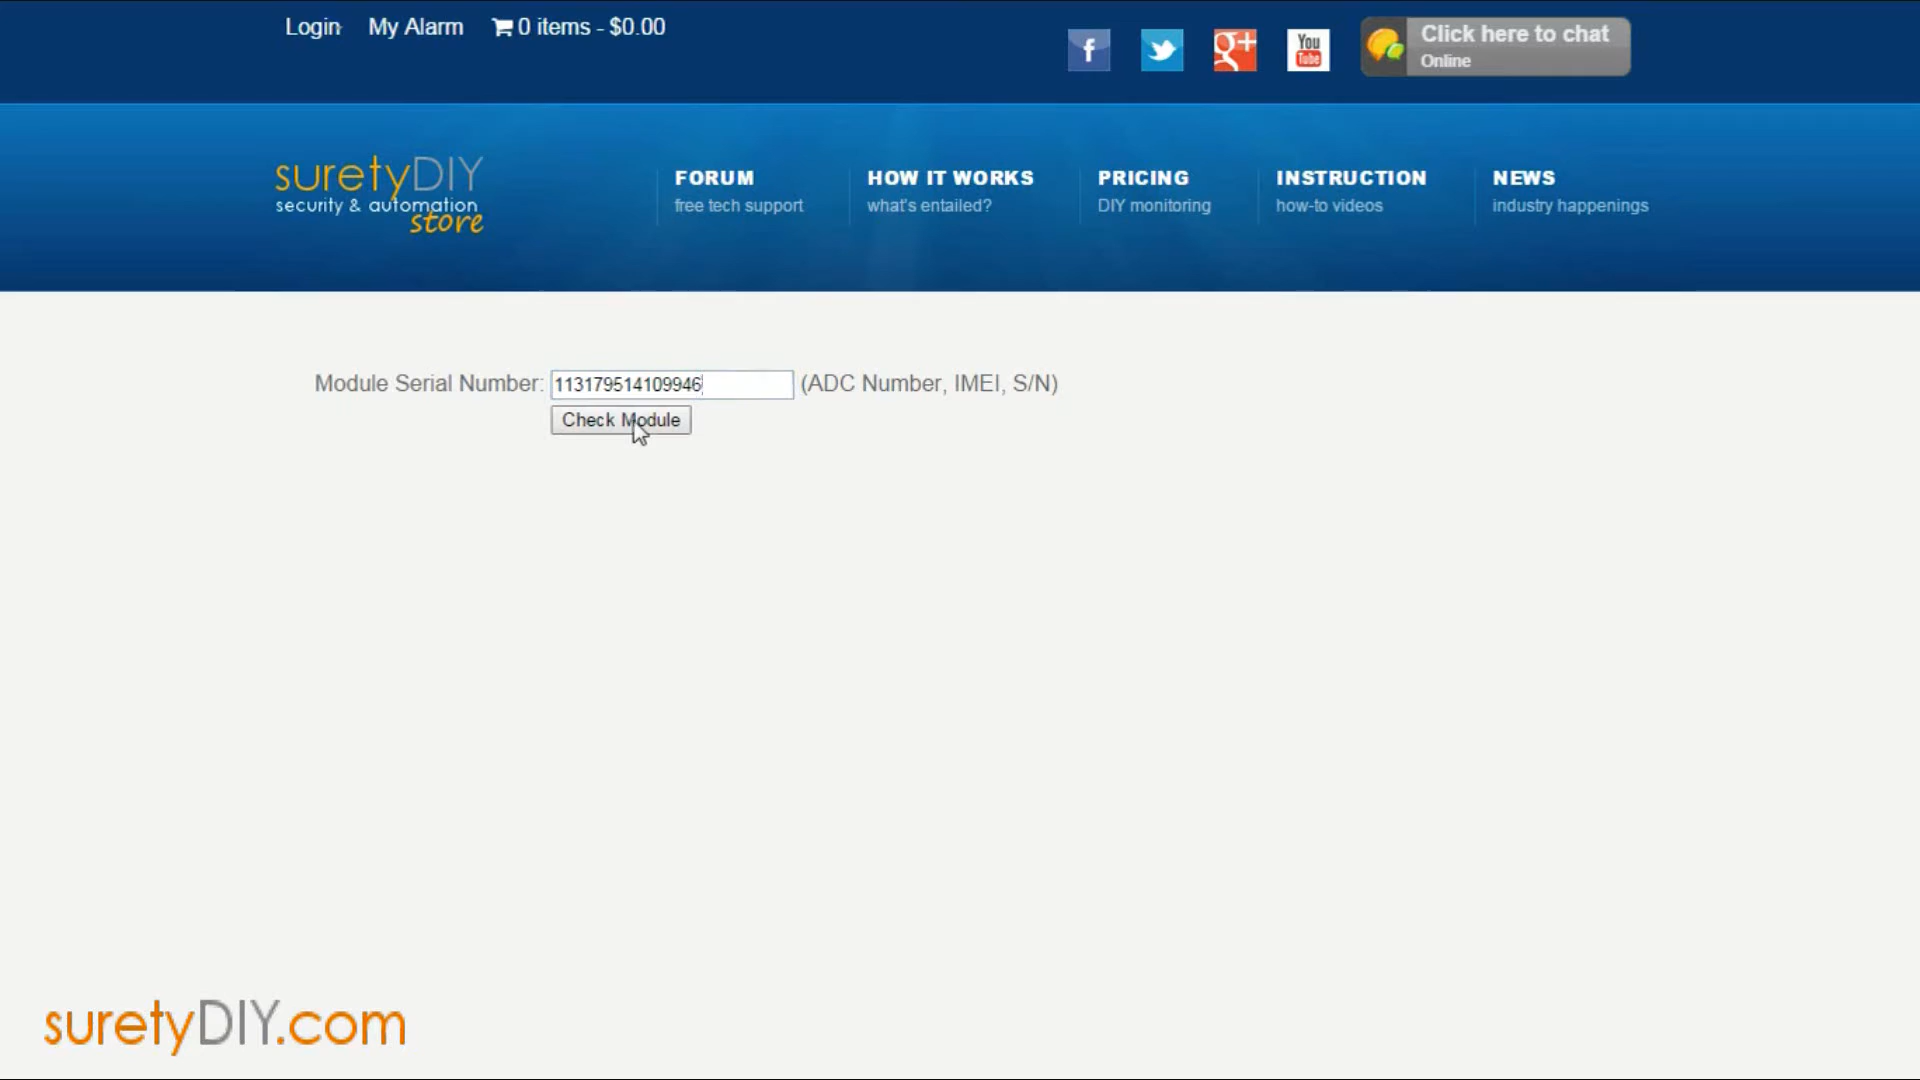 Login My Alarm 0 items - $0.00
f g+ You Tube
Click here to chat
Online
suretyDIY
security & automation
store
FORUM
free tech support
HOW IT WORKS
what's entailed?
PRICING
DIY monitoring
INSTRUCTION
how-to videos
NEWS
industry happenings
Module Serial Number: 113179514109946 (ADC Number, IMEI, S/N)
Check Module
suretyDIY.com